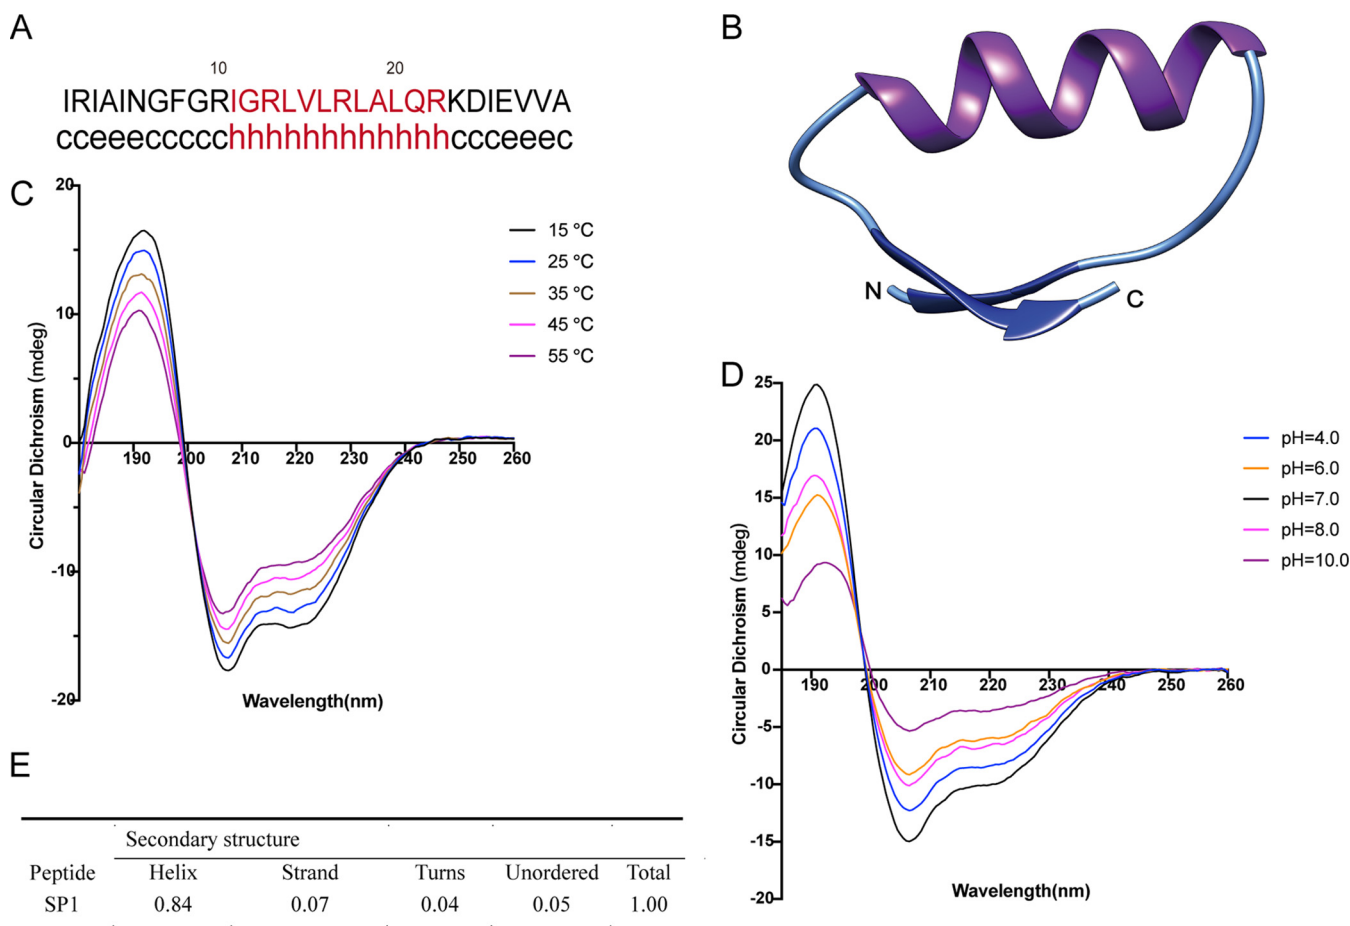 A
10 20
IRIAINGFGRIGRLVLRLALQRKDIEVVA
cceeeccccchhhhhhhhhhhhhccceeec
B
N
C
C
20
10
0
-10
-20
190 200 210 220 230 240 250 260
Circular Dichroism (mdeg)
Wavelength(nm)
15 °C
25 °C
35 °C
45 °C
55 °C
D
25
20
15
10
5
0
-5
-10
-15
-20
190 200 210 220 230 240 250 260
Circular Dichroism (mdeg)
Wavelength(nm)
pH=4.0
pH=6.0
pH=7.0
pH=8.0
pH=10.0
E
Secondary structure
Peptide Helix Strand Turns Unordered Total
SP1 0.84 0.07 0.04 0.05 1.00